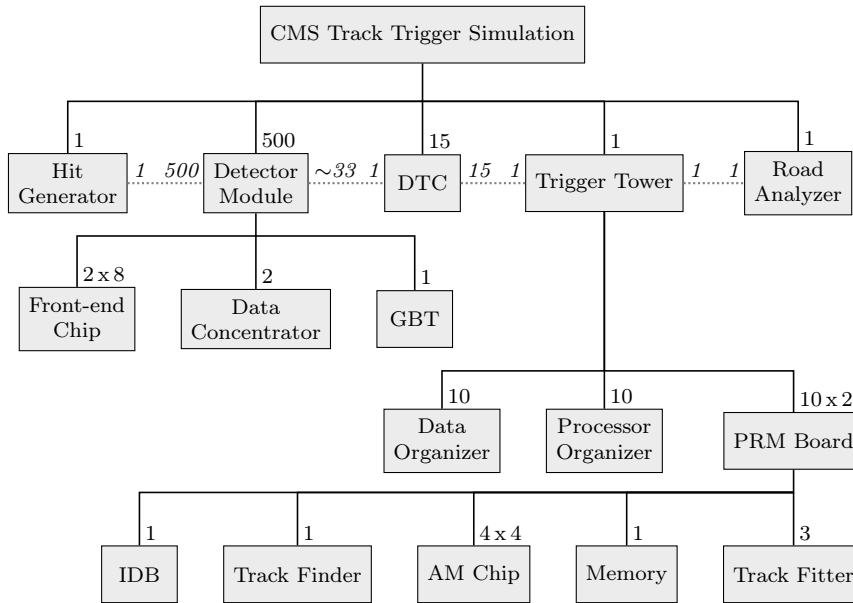 CMS Track Trigger Simulation
1 500 15 1 1
Hit
Generator
1 500
Detector
Module
~33 1
DTC
15 1
Trigger Tower
1 1
Road
Analyzer
2 x 8 2 1
Front-end
Chip
Data
Concentrator
GBT
10 10 10 x 2
Data
Organizer
Processor
Organizer
PRM Board
1 1 4 x 4 1 3
IDB
Track Finder
AM Chip
Memory
Track Fitter